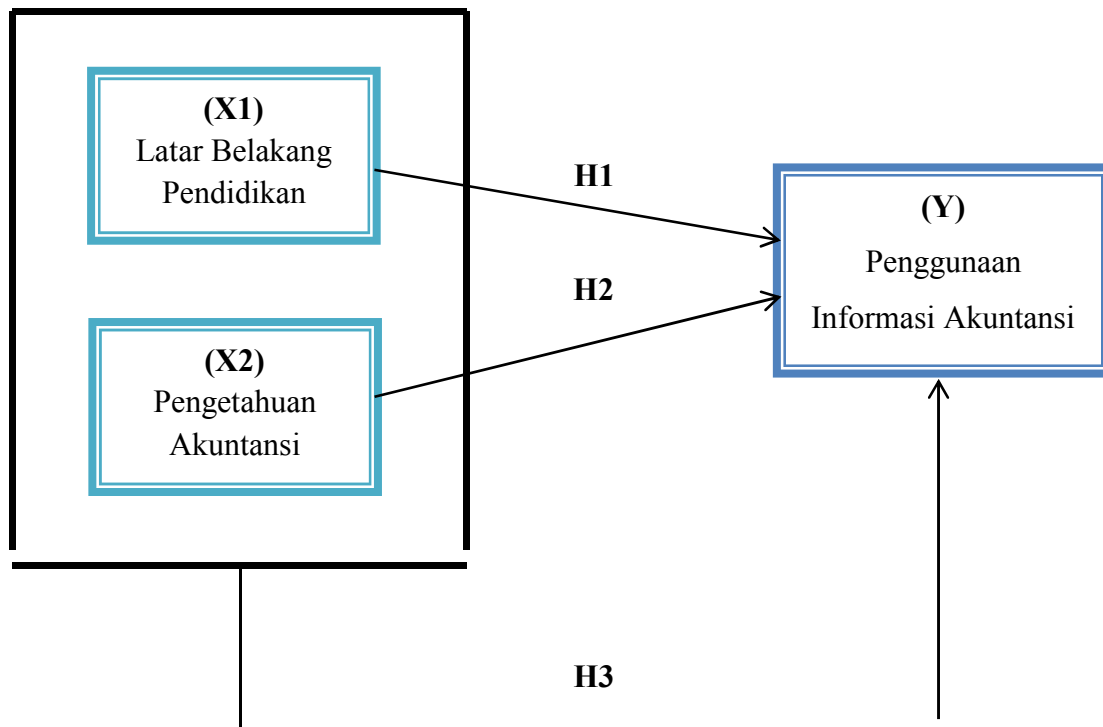 (X1)
Latar Belakang
Pendidikan
H1
(Y)
Penggunaan
Informasi Akuntansi
H2
(X2)
Pengetahuan
Akuntansi
H3